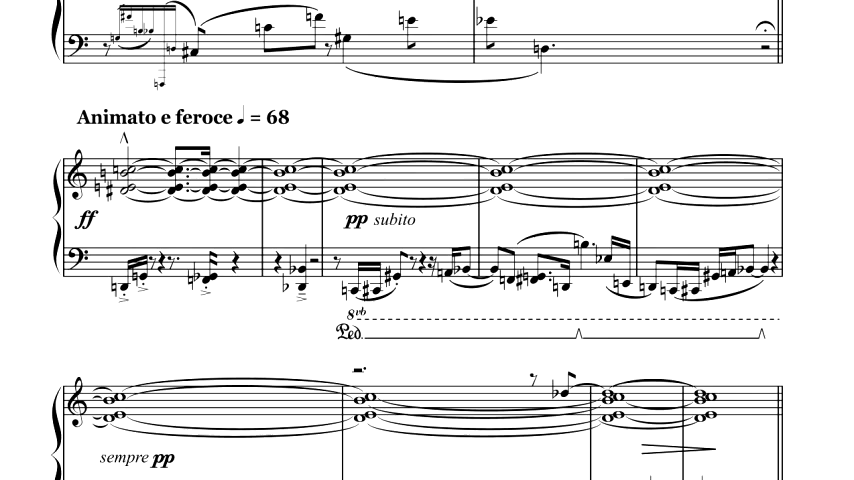 Animato e feroce ♩ = 68
ff
pp subito
8vb
Ped.
sempre pp